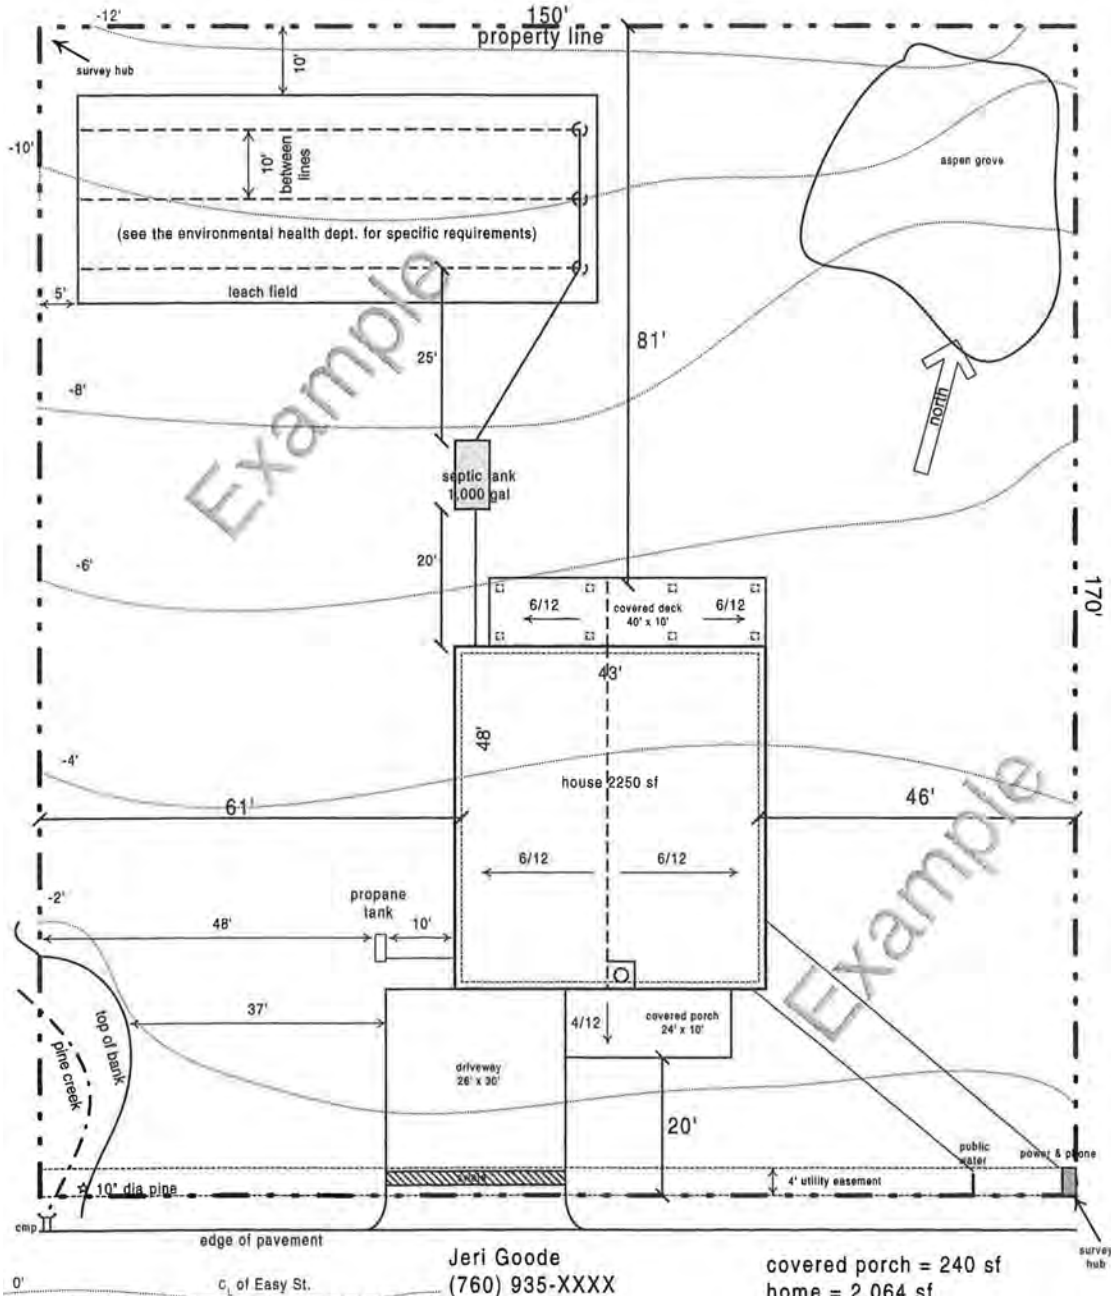 -12'
150'
property line
survey hub
10'
-10'
10'
between
lines
aspen grove
(see the environmental health dept. for specific requirements)
5'
leach field
Example
25'
81'
north
-8'
septic tank
1,000 gal
20'
-6'
170'
6/12
covered deck
40' x 10'
6/12
43'
48'
-4'
house 2250 sf
61'
46'
Example
6/12
6/12
-2'
propane
tank
48'
10'
37'
4/12
covered porch
24' x 10'
top of bank
pine creek
driveway
26' x 30'
20'
public
water
power & phone
10" dia pine
4' utility easement
cmp
edge of pavement
survey
hub
Jeri Goode
(760) 935-XXXX
covered porch = 240 sf
home = 2,064 sf
0'
CL of Easy St.